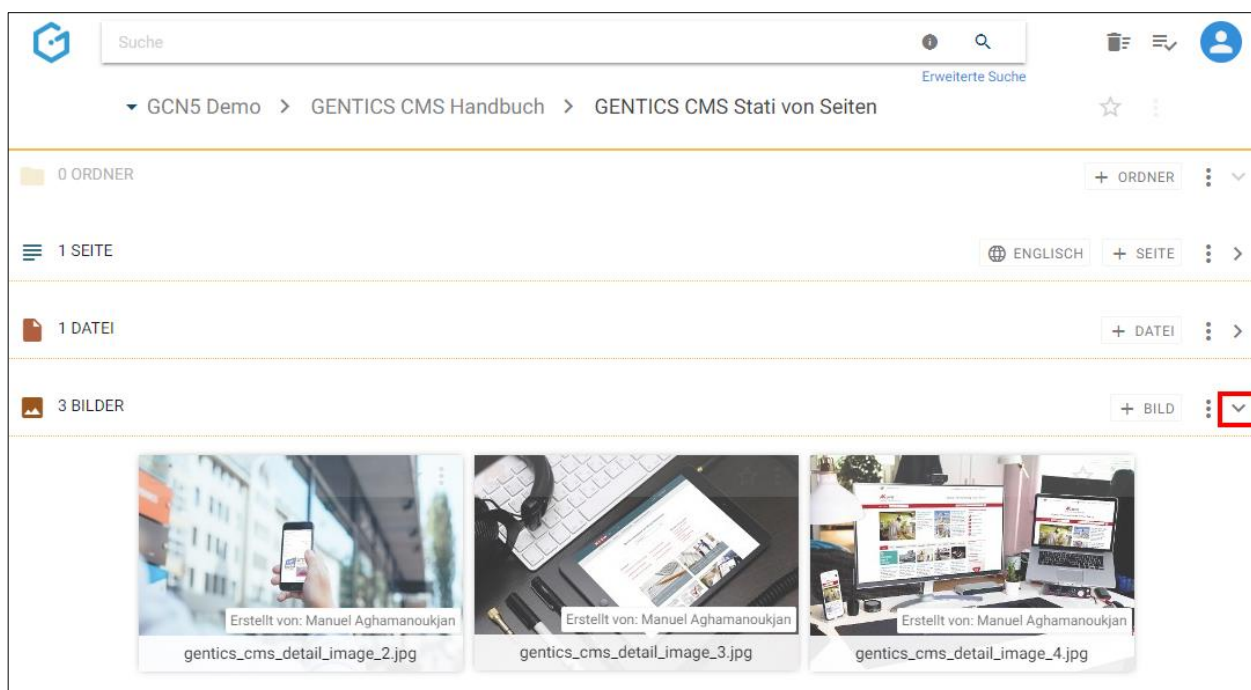 Suche
Erweiterte Suche
GCN5 Demo > GENTICS CMS Handbuch > GENTICS CMS Stati von Seiten
0 ORDNER + ORDNER
1 SEITE ENGLISCH + SEITE
1 DATEI + DATEI
3 BILDER + BILD
Erstellt von: Manuel Aghamanoukjan Erstellt von: Manuel Aghamanoukjan Erstellt von: Manuel Aghamanoukjan
gentics_cms_detail_image_2.jpg gentics_cms_detail_image_3.jpg gentics_cms_detail_image_4.jpg